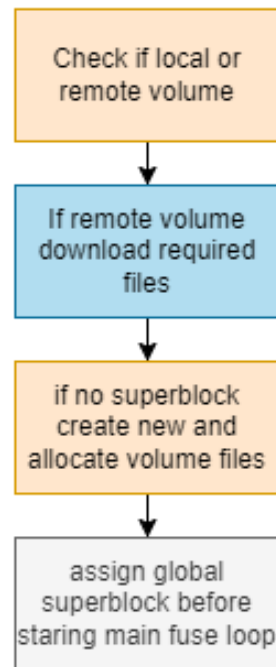 Check if local or
remote volume
If remote volume
download required
files
if no superblock
create new and
allocate volume files
assign global
superblock before
staring main fuse loop